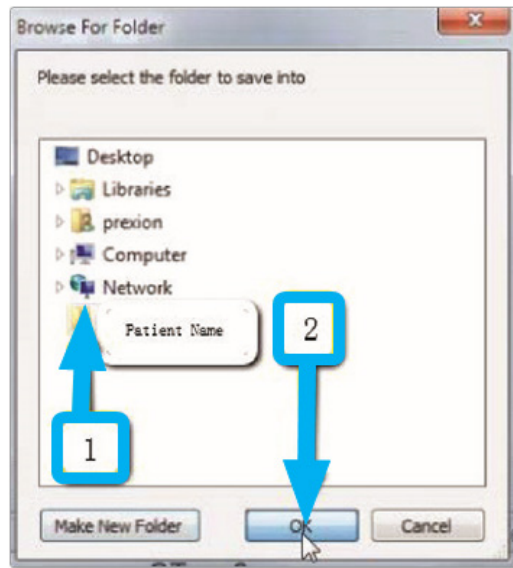 Browse For Folder
Please select the folder to save into
Desktop
Libraries
prexion
Computer
Network
Patient Name
2
1
Make New Folder
OK
Cancel